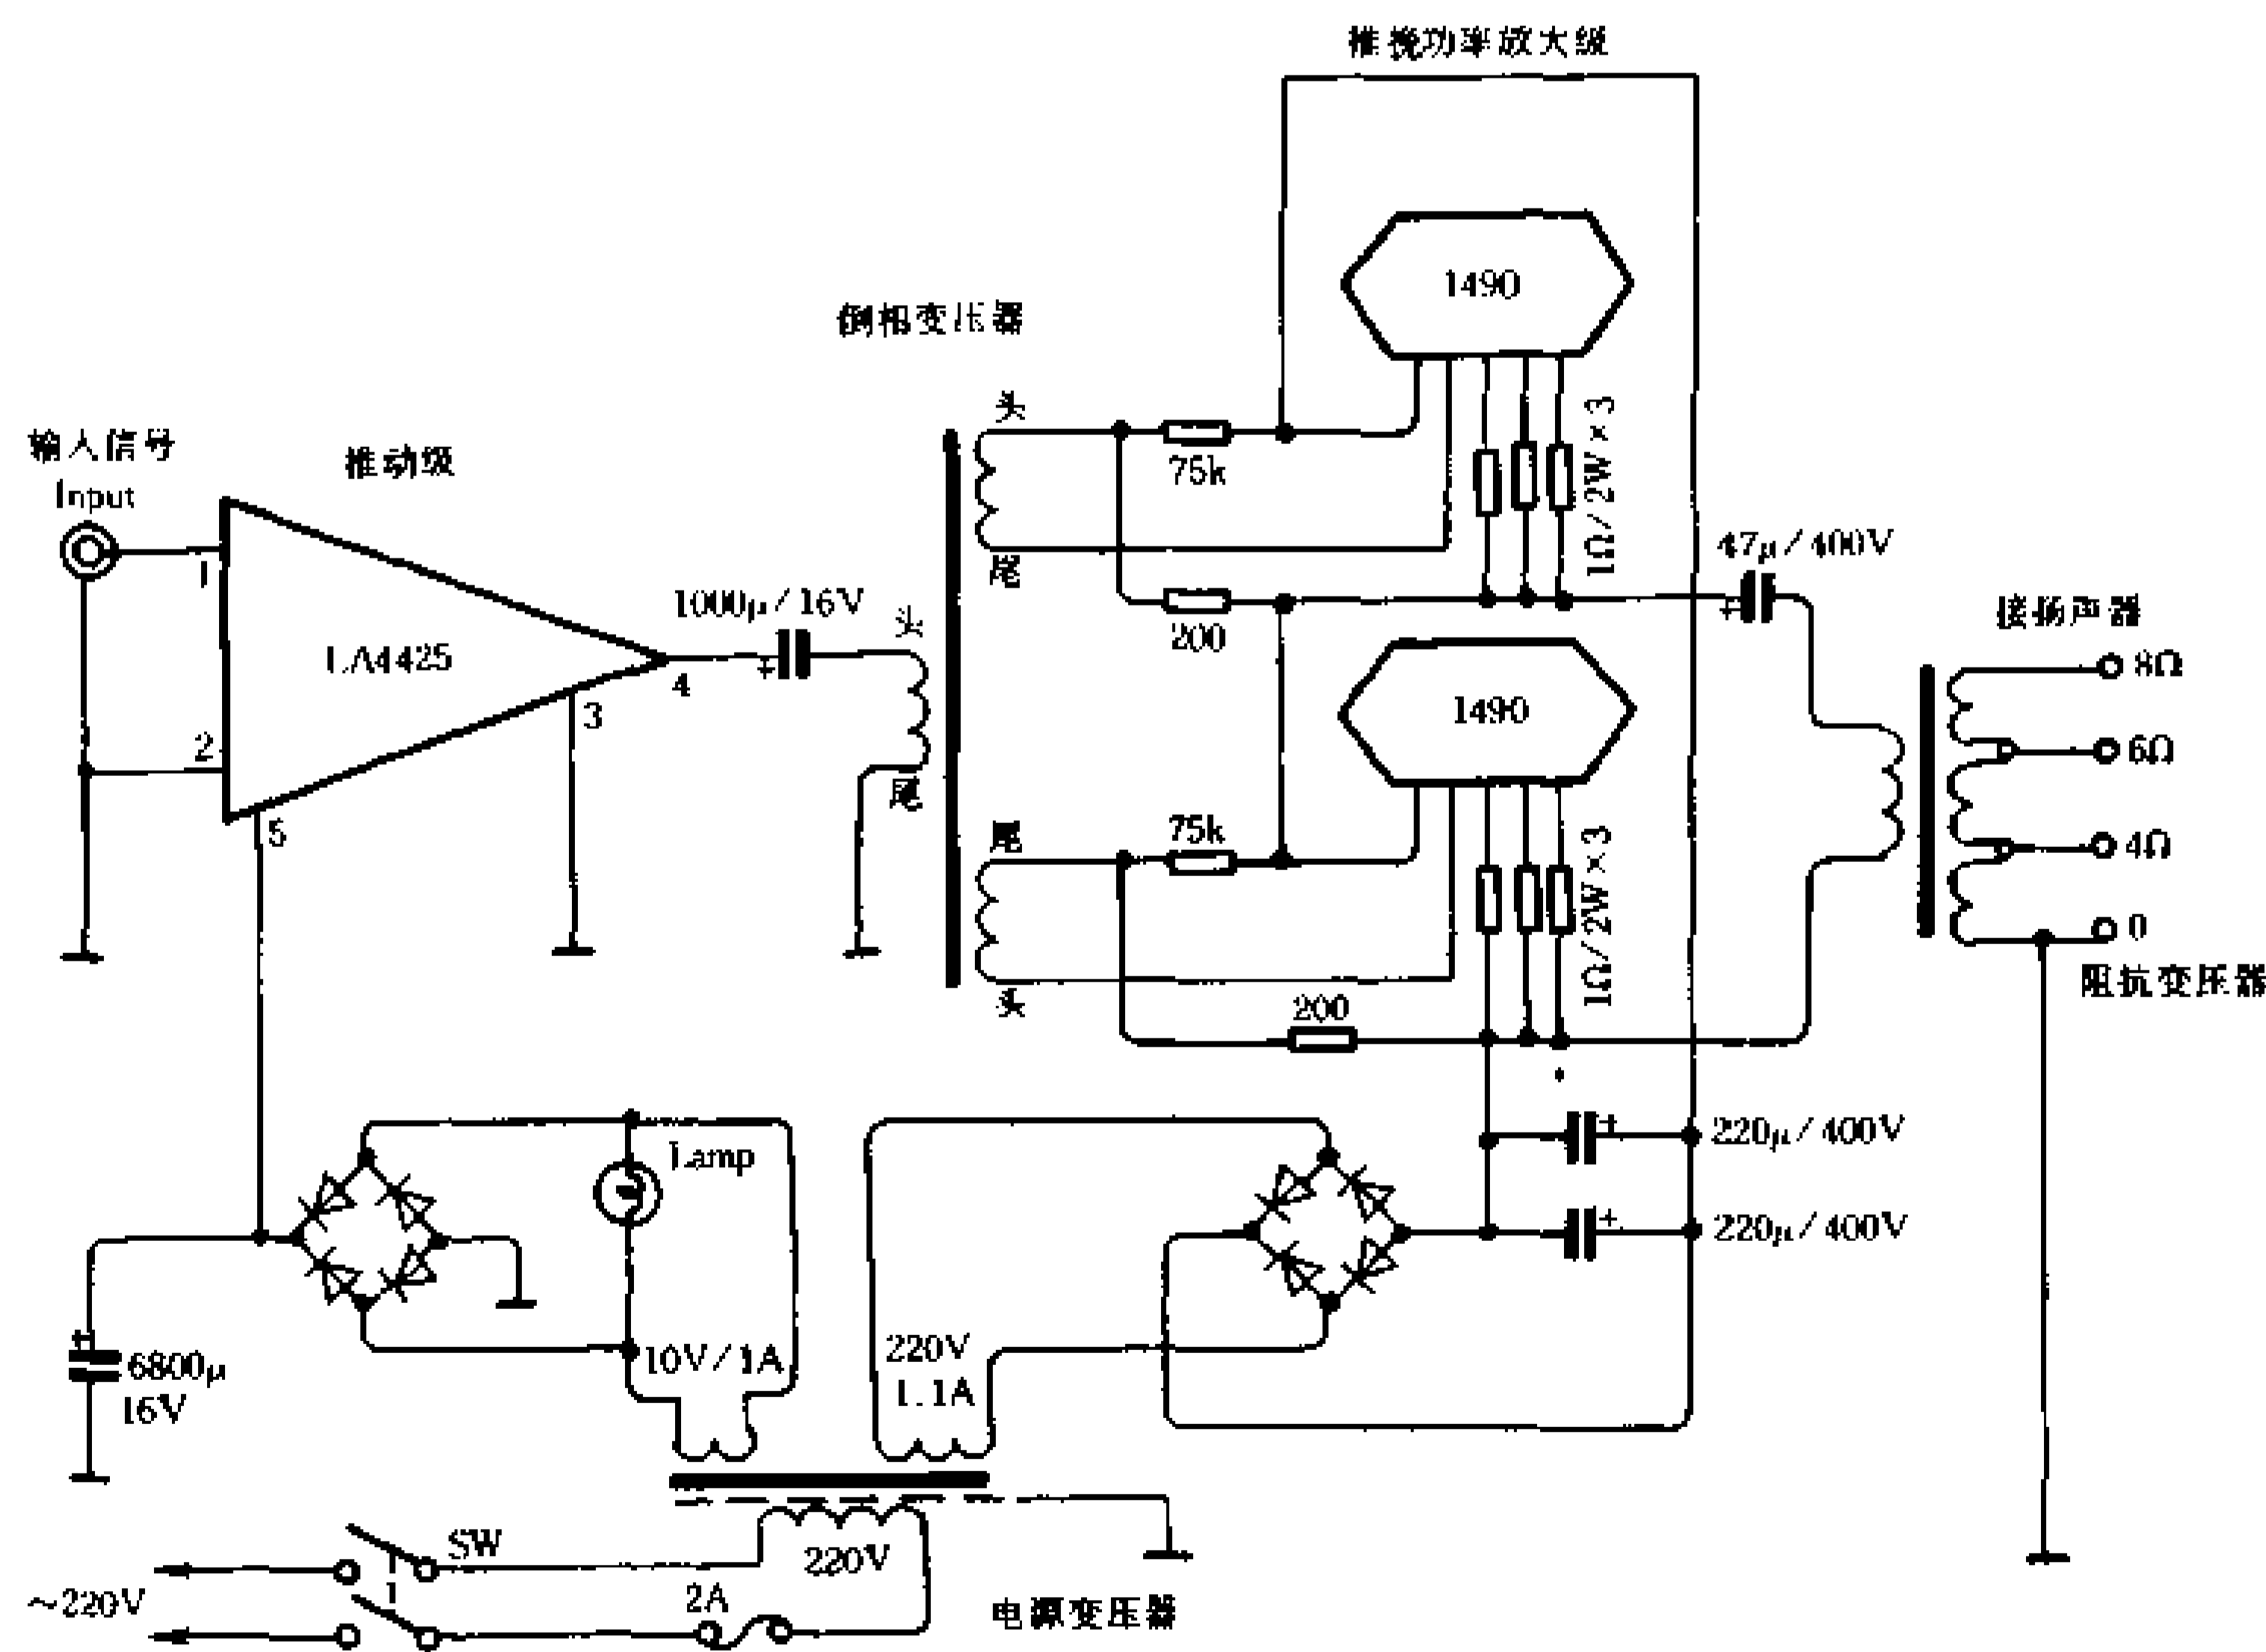 推挽功率放大级
1490
倒相变压器
头
输入信号
Input
推动级
75k
1Ω/2W×3
尾
47μ/400V
1
1000μ/16V
头
200
接扬声器
8Ω
LA4425
4
3
1490
6Ω
2
尾
5
尾
75k
1Ω/2W×3
4Ω
0
头
200
阻抗变压器
Lamp
220μ/400V
220μ/400V
10V/1A
220V
1.1A
6800μ
16V
SW
220V
~220V
2A
电源变压器